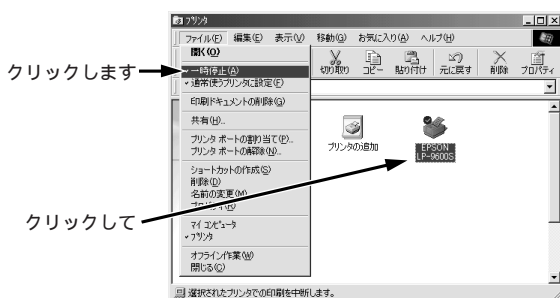 プリンタ
ファイル(F) 編集(E) 表示(V) 移動(G) お気に入り(A) ヘルプ(H)
開く(O)
一時停止(A)
通常使うプリンタに設定(F)
印刷ドキュメントの削除(G)
共有(H)...
プリンタ ポートの割り当て(P)...
プリンタ ポートの解除(N)...
ショートカットの作成(S)
削除(D)
名前の変更(M)
プロパティ(R)
マイ コンピュータ
プリンタ
オフライン作業(W)
閉じる(C)
切り取り コピー 貼り付け 元に戻す 削除 プロパティ
プリンタの追加
EPSON
LP-9600S
選択されたプリンタでの印刷を中断します。
クリックします
クリックして